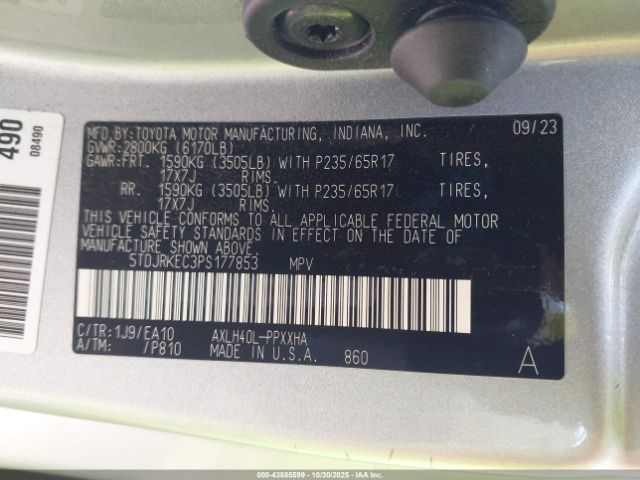 490
08490
MFD.BY:TOYOTA MOTOR MANUFACTURING, INDIANA, INC. 09/23
GVWR:2800KG (6170LB)
GAWR:FRT. 1590KG (3505LB) WITH P235/65R17 TIRES,
17X7J RIMS.
RR. 1590KG (3505LB) WITH P235/65R17 TIRES,
17X7J RIMS.
THIS VEHICLE CONFORMS TO ALL APPLICABLE FEDERAL MOTOR
VEHICLE SAFETY STANDARDS IN EFFECT ON THE DATE OF
MANUFACTURE SHOWN ABOVE.
5TDJRKEC3PS177853 MPV
C/TR:1J9/EA10 AXLH40L-PPXXHA
A/TM: /P810 MADE IN U.S.A. 860
A
000-43585599 - 10/30/2025 - IAAI.COM